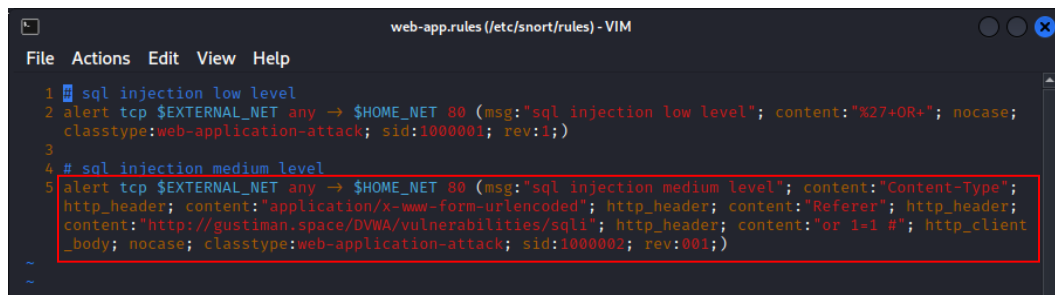 web-app.rules (/etc/snort/rules) - VIM
File Actions Edit View Help
1 # sql injection low level
2 alert tcp $EXTERNAL_NET any → $HOME_NET 80 (msg:"sql injection low level"; content:"%27+OR+"; nocase;
classtype:web-application-attack; sid:1000001; rev:1;)
3
4 # sql injection medium level
5 alert tcp $EXTERNAL_NET any → $HOME_NET 80 (msg:"sql injection medium level"; content:"Content-Type";
http_header; content:"application/x-www-form-urlencoded"; http_header; content:"Referer"; http_header;
content:"http://gustiman.space/DVWA/vulnerabilities/sqli"; http_header; content:"or 1=1 #"; http_client
_body; nocase; classtype:web-application-attack; sid:1000002; rev:001;)
~
~